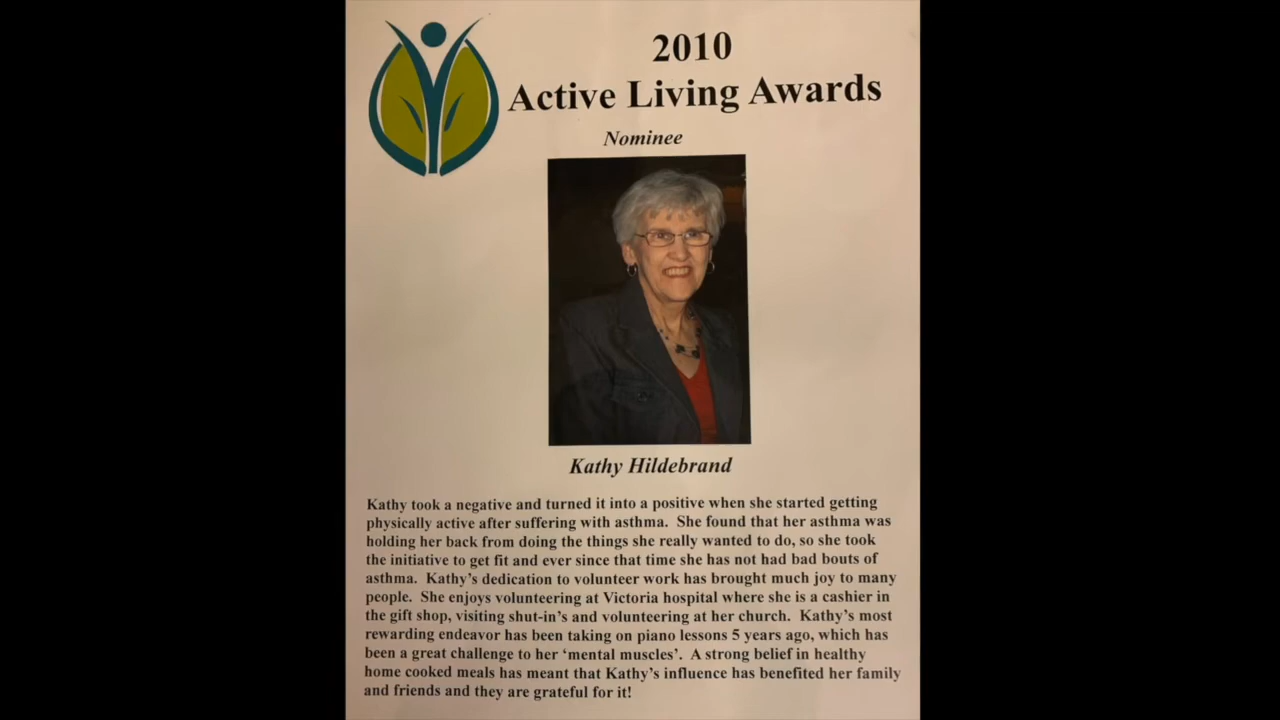 2010
Active Living Awards
Nominee
Kathy Hildebrand
Kathy took a negative and turned it into a positive when she started getting
physically active after suffering with asthma. She found that her asthma was
holding her back from doing the things she really wanted to do, so she took
the initiative to get fit and ever since that time she has not had bad bouts of
asthma. Kathy's dedication to volunteer work has brought much joy to many
people. She enjoys volunteering at Victoria hospital where she is a cashier in
the gift shop, visiting shut-in's and volunteering at her church. Kathy's most
rewarding endeavor has been taking on piano lessons 5 years ago, which has
been a great challenge to her ‘mental muscles’. A strong belief in healthy
home cooked meals has meant that Kathy's influence has benefited her family
and friends and they are grateful for it!